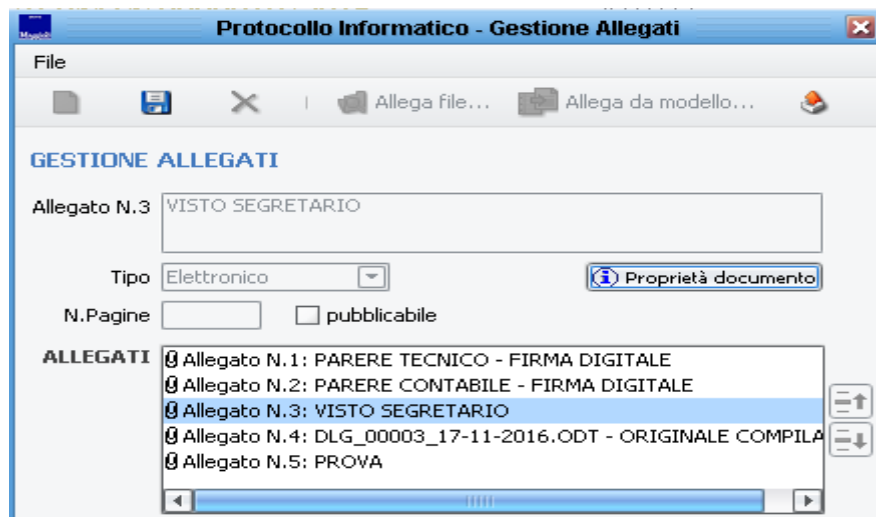 Protocollo Informatico - Gestione Allegati
File
Allega file... Allega da modello...
GESTIONE ALLEGATI
Allegato N.3 VISTO SEGRETARIO
Tipo Elettronico Proprietà documento
N.Pagine pubblicabile
ALLEGATI Allegato N.1: PARERE TECNICO - FIRMA DIGITALE
Allegato N.2: PARERE CONTABILE - FIRMA DIGITALE
Allegato N.3: VISTO SEGRETARIO
Allegato N.4: DLG_00003_17-11-2016.ODT - ORIGINALE COMPILA
Allegato N.5: PROVA